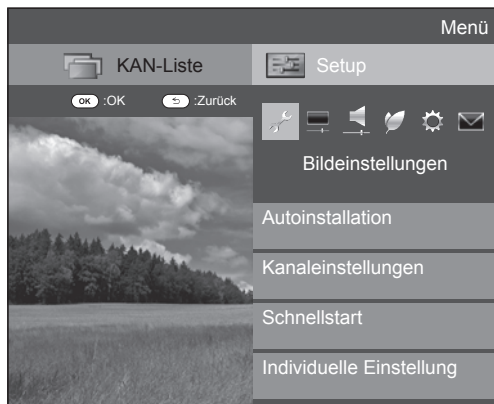 Menü
KAN-Liste
Setup
OK :OK
:Zurück
Bildeinstellungen
Autoinstallation
Kanaleinstellungen
Schnellstart
Individuelle Einstellung